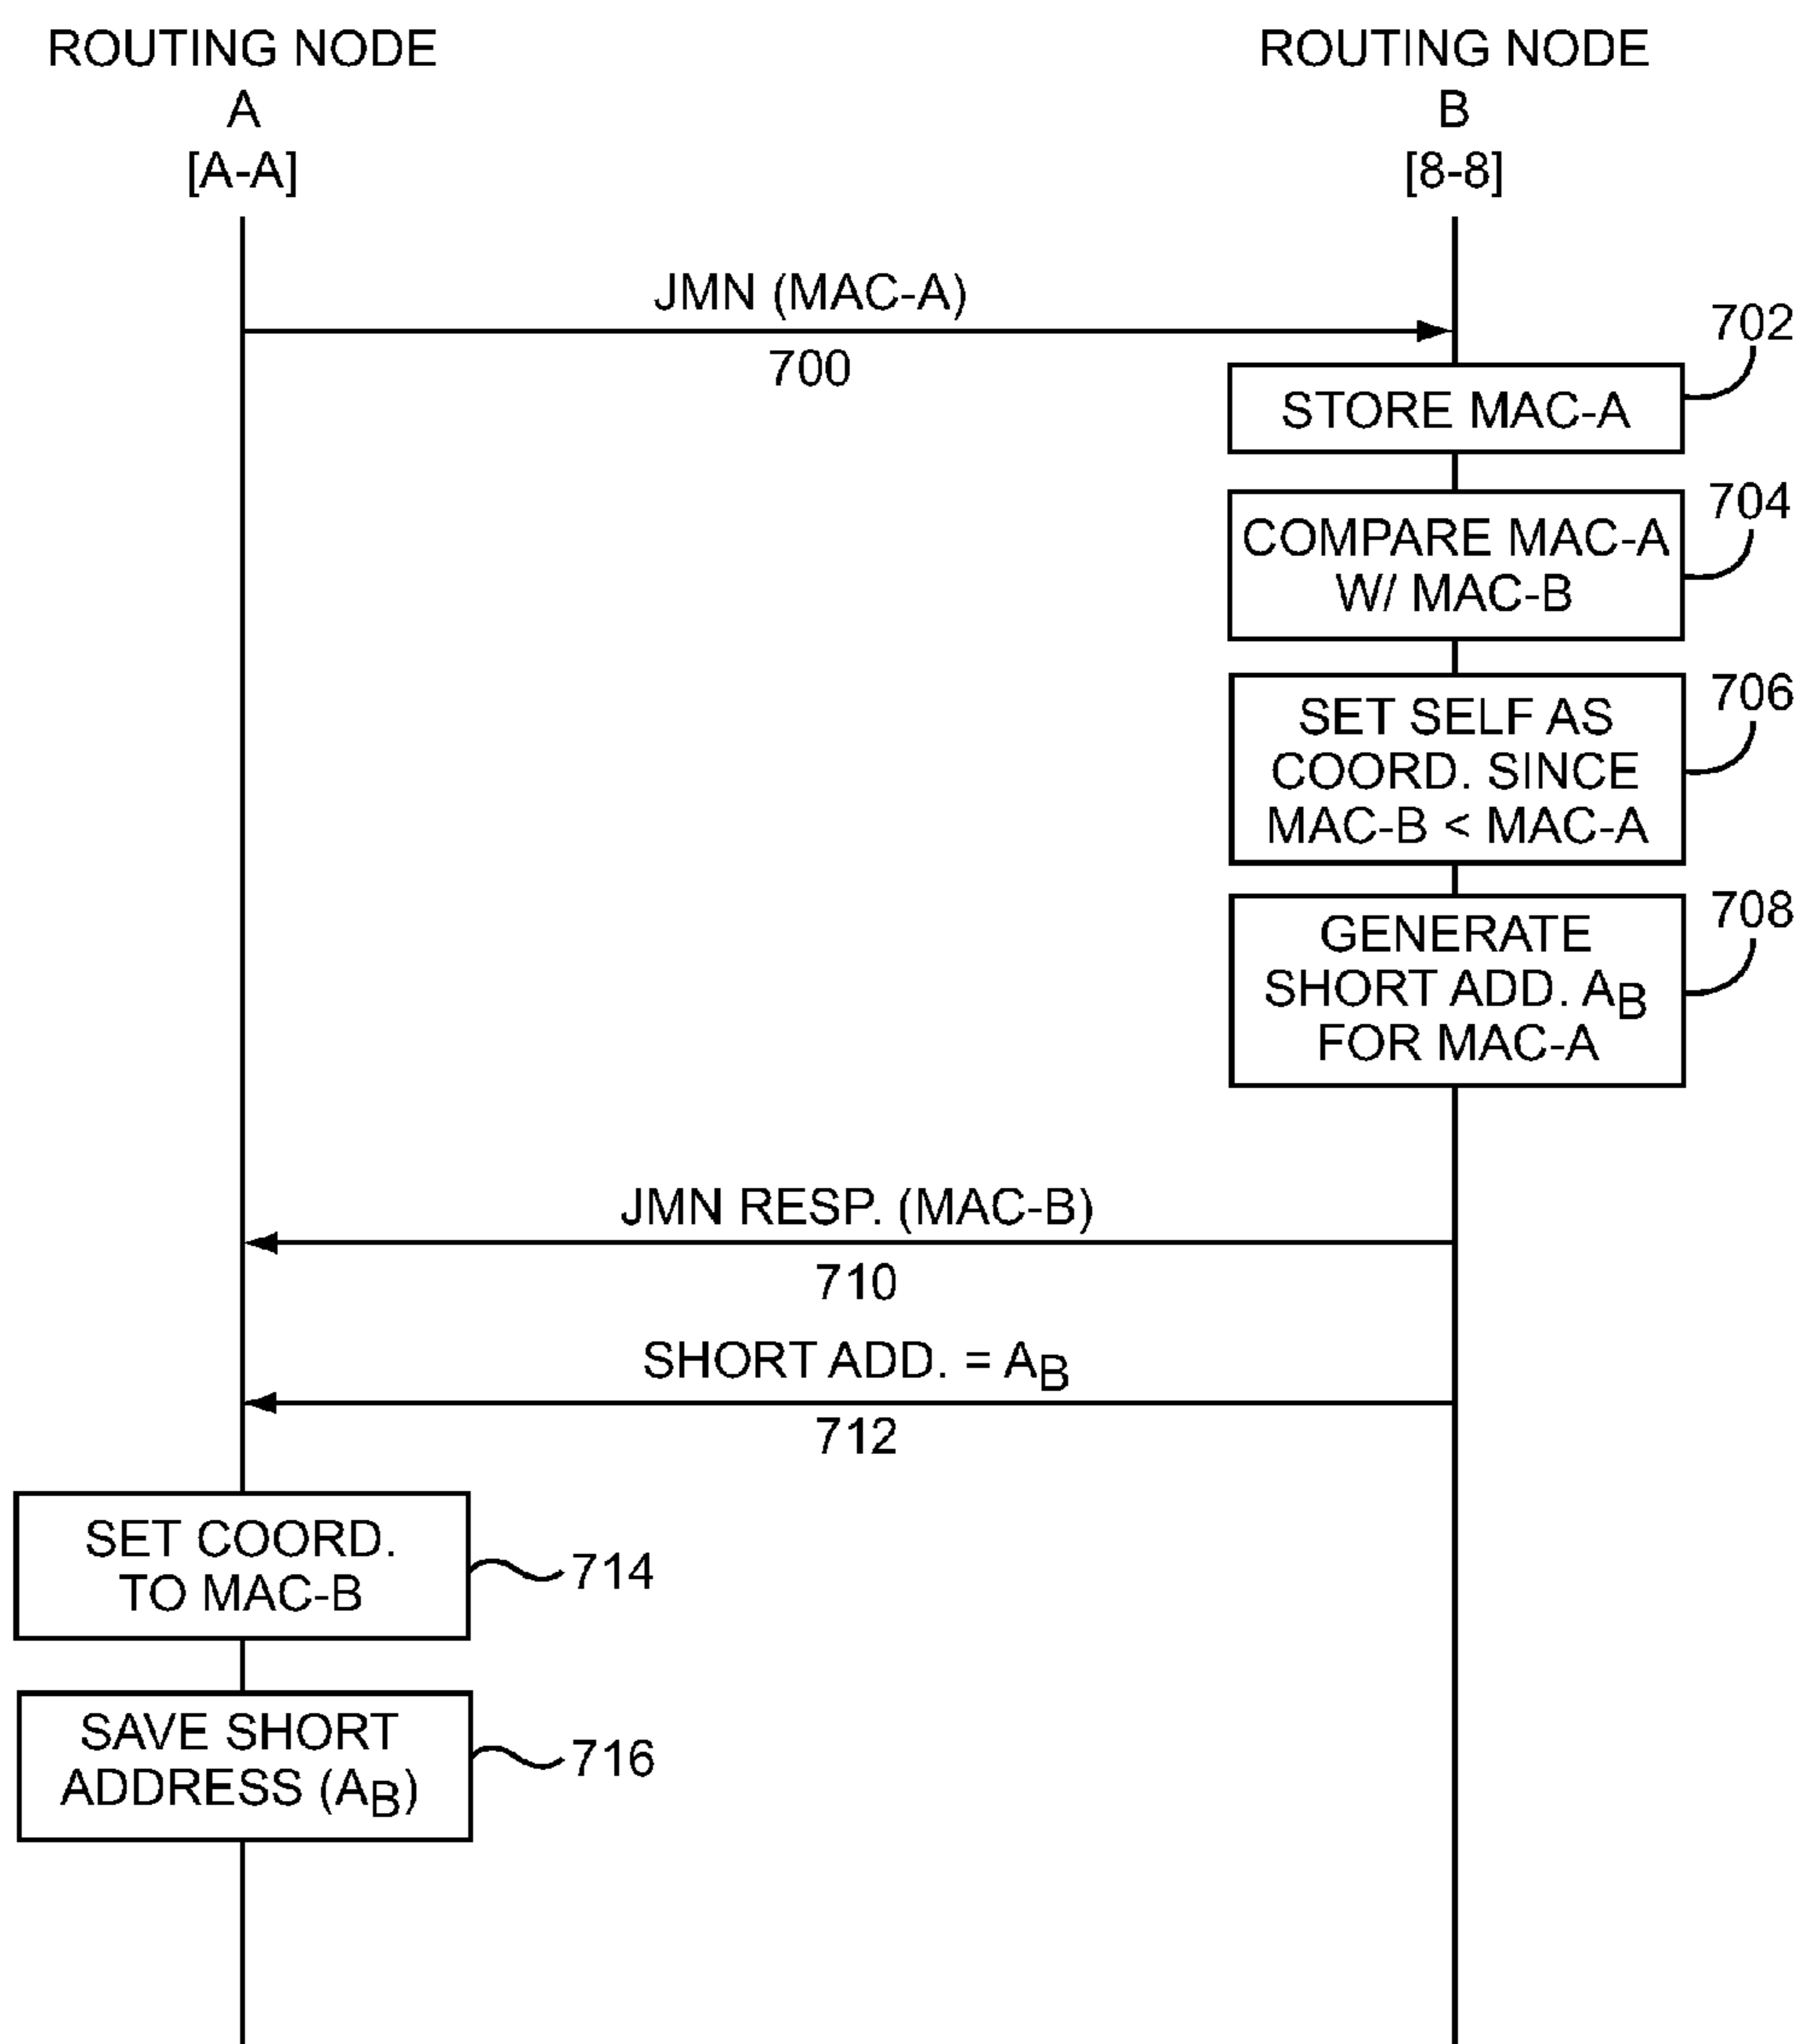 ROUTING NODE
A
[A-A]
ROUTING NODE
B
[8-8]
JMN (MAC-A)
700
702
STORE MAC-A
704
COMPARE MAC-A
W/ MAC-B
706
SET SELF AS
COORD. SINCE
MAC-B < MAC-A
708
GENERATE
SHORT ADD. AB
FOR MAC-A
JMN RESP. (MAC-B)
710
SHORT ADD. = AB
712
SET COORD.
TO MAC-B
714
SAVE SHORT
ADDRESS (AB)
716